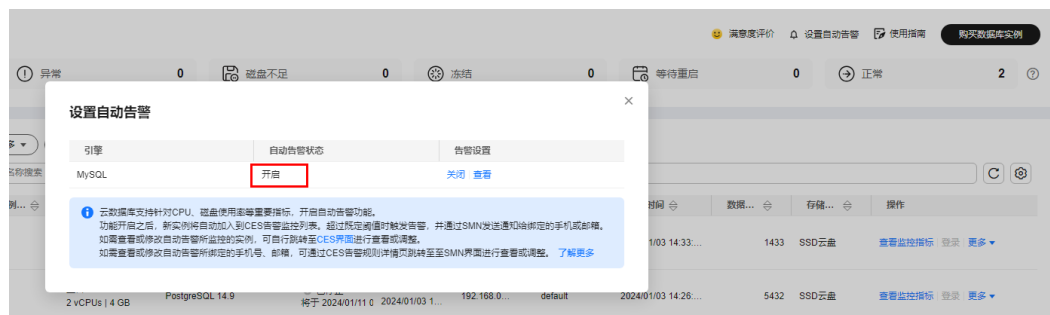 满意度评价 设置自动告警 使用指南 购买数据库实例
异常 0 磁盘不足 0 冻结 0 等待重启 0 正常 2
设置自动告警
引擎 自动告警状态 告警设置
MySQL 开启 关闭 查看
云数据库支持针对CPU、磁盘使用率等重要指标，开启自动告警功能。
功能开启之后，新实例将自动加入到CES告警监控列表。超过既定阈值时触发告警，并通过SMN发送通知给绑定的手机或邮箱。
如需查看或修改自动告警所监控的实例，可自行跳转至CES界面进行查看或调整。
如需查看或修改自动告警所绑定的手机号、邮箱，可通过CES告警规则详情页跳转至至SMN界面进行查看或调整。 了解更多
多
名称搜索
例... 时间 数据... 存储... 操作
1/03 14:33:... 1433 SSD云盘 查看监控指标 登录 更多
2 vCPUs | 4 GB PostgreSQL 14.9 将于 2024/01/11 0 2024/01/03 1... 192.168.0... default 2024/01/03 14:26:... 5432 SSD云盘 查看监控指标 登录 更多